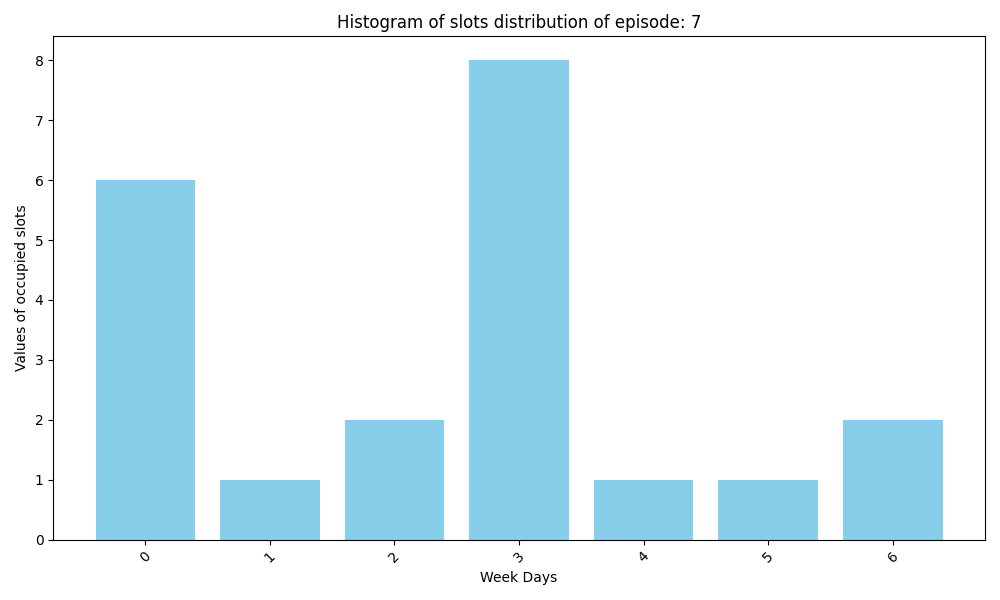 Histogram of slots distribution of episode: 7
Values of occupied slots
8
7
6
5
4
3
2
1
0
0 1 2 3 4 5 6
Week Days